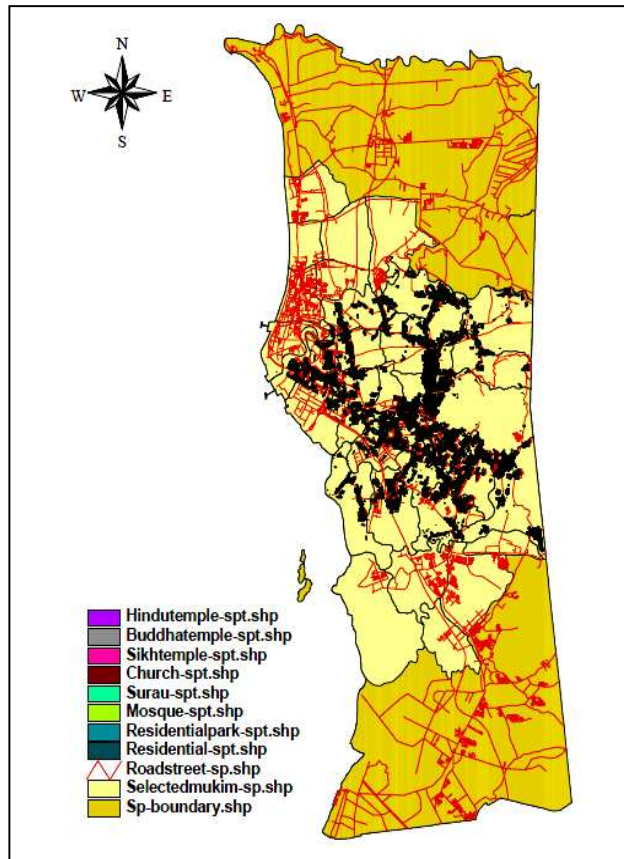 N
W E
S
Hindutemple-spt.shp
Buddhatemple-spt.shp
Sikhtemple-spt.shp
Church-spt.shp
Surau-spt.shp
Mosque-spt.shp
Residentialpark-spt.shp
Residential-spt.shp
Roadstreet-sp.shp
Selectedmukim-sp.shp
Sp-boundary.shp